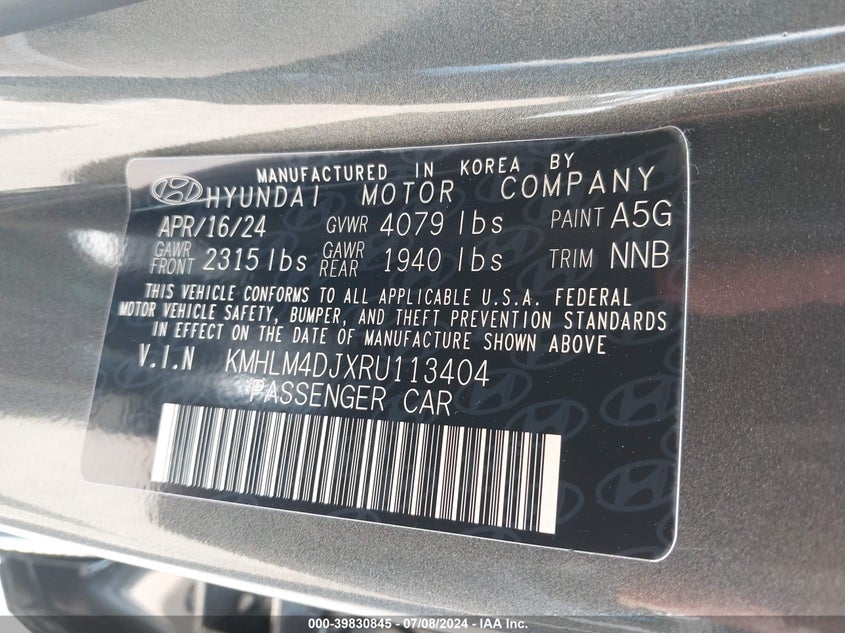 MANUFACTURED IN KOREA BY
HYUNDAI MOTOR COMPANY
APR/16/24 GVWR 4079 lbs PAINT A5G
GAWR FRONT 2315 lbs GAWR REAR 1940 lbs TRIM NNB
THIS VEHICLE CONFORMS TO ALL APPLICABLE U.S.A. FEDERAL
MOTOR VEHICLE SAFETY, BUMPER, AND THEFT PREVENTION STANDARDS
IN EFFECT ON THE DATE OF MANUFACTURE SHOWN ABOVE
V.I.N KMHLM4DJXRU113404
PASSENGER CAR
000-39830845 - 07/08/2024 - IAA Inc.